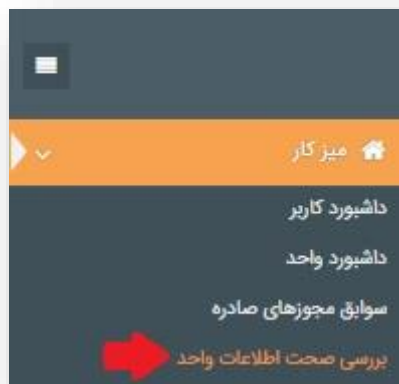 میز کار
داشبورد کاربر
داشبورد واحد
سوابق مجوزهای صادره
بررسی صحت اطلاعات واحد